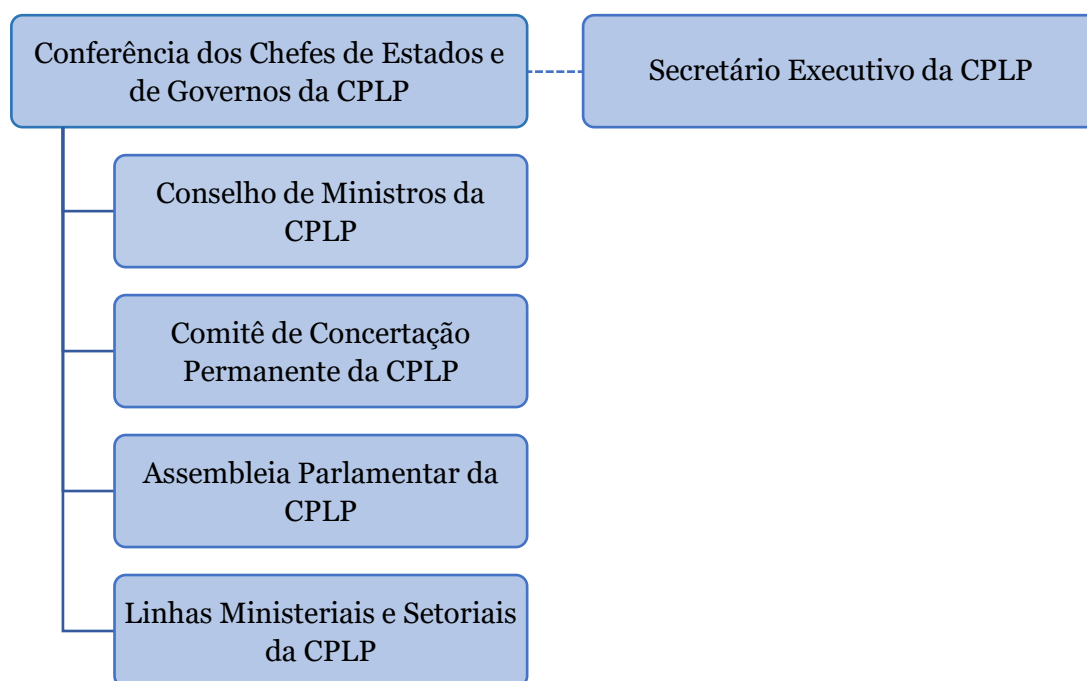 Conferência dos Chefes de Estados e
de Governos da CPLP
Secretário Executivo da CPLP
Conselho de Ministros da
CPLP
Comitê de Concertação
Permanente da CPLP
Assembleia Parlamentar da
CPLP
Linhas Ministeriais e Setoriais
da CPLP